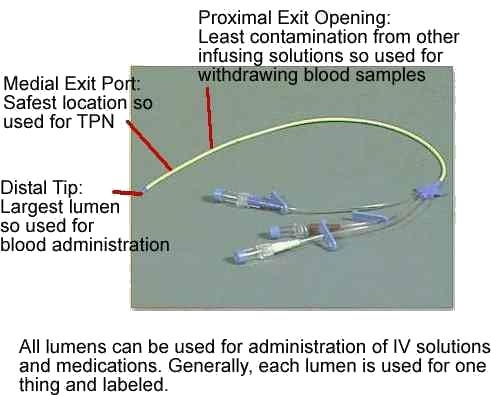 Proximal Exit Opening:
Least contamination from other
infusing solutions so used for
withdrawing blood samples
Medial Exit Port:
Safest location so
used for TPN
Distal Tip:
Largest lumen
so used for
blood administration
All lumens can be used for administration of IV solutions
and medications. Generally, each lumen is used for one
thing and labeled.